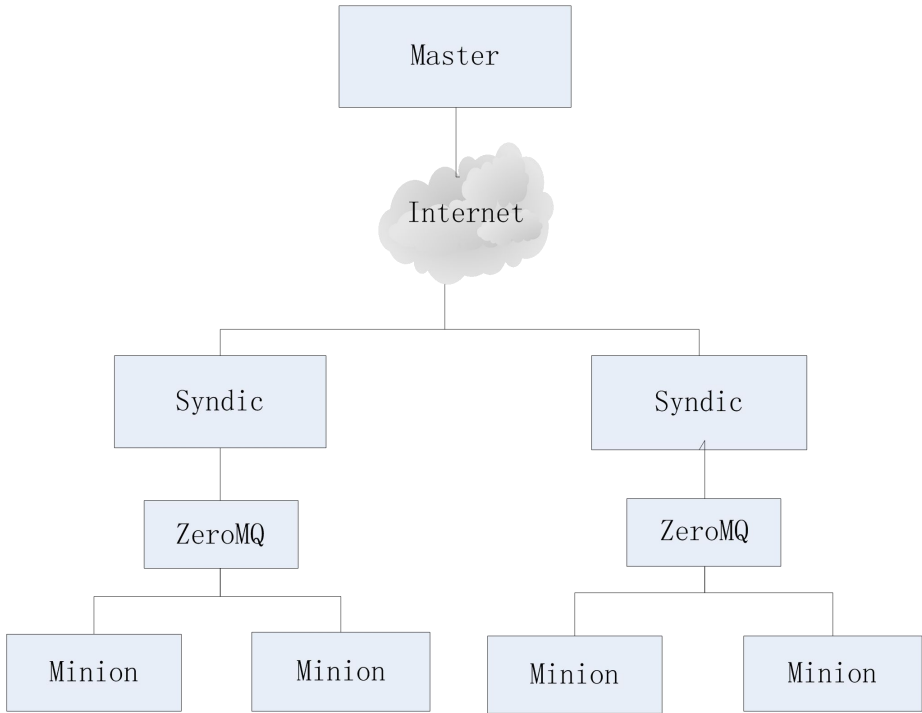 Master
Internet
Syndic
Syndic
ZeroMQ
ZeroMQ
Minion
Minion
Minion
Minion